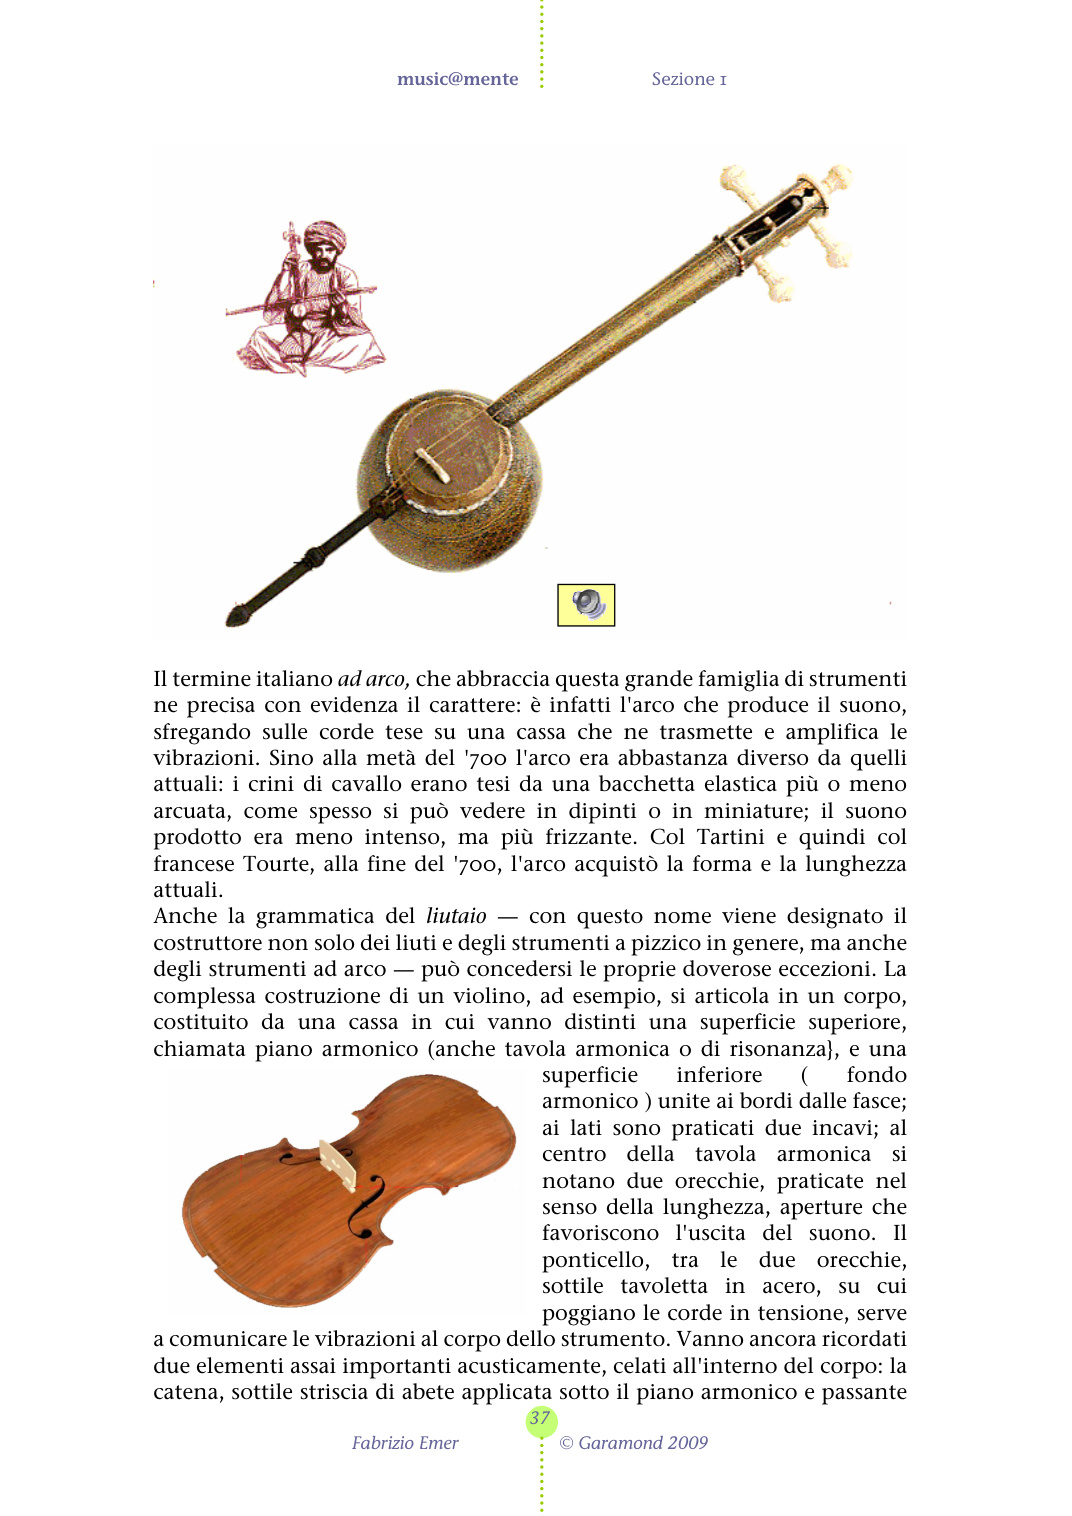 music@mente
Sezione 1
Il termine italiano ad arco, che abbraccia questa grande famiglia di strumenti
ne precisa con evidenza il carattere: è infatti l'arco che produce il suono,
sfregando sulle corde tese su una cassa che ne trasmette e amplifica le
vibrazioni. Sino alla metà del '700 l'arco era abbastanza diverso da quelli
attuali: i crini di cavallo erano tesi da una bacchetta elastica più o meno
arcuata, come spesso si può vedere in dipinti o in miniature; il suono
prodotto era meno intenso, ma più frizzante. Col Tartini e quindi col
francese Tourte, alla fine del '700, l'arco acquistò la forma e la lunghezza
attuali.
Anche la grammatica del liutaio — con questo nome viene designato il
costruttore non solo dei liuti e degli strumenti a pizzico in genere, ma anche
degli strumenti ad arco — può concedersi le proprie doverose eccezioni. La
complessa costruzione di un violino, ad esempio, si articola in un corpo,
costituito da una cassa in cui vanno distinti una superficie superiore,
chiamata piano armonico (anche tavola armonica o di risonanza}, e una
superficie inferiore ( fondo
armonico ) unite ai bordi dalle fasce;
ai lati sono praticati due incavi; al
centro della tavola armonica si
notano due orecchie, praticate nel
senso della lunghezza, aperture che
favoriscono l'uscita del suono. Il
ponticello, tra le due orecchie,
sottile tavoletta in acero, su cui
poggiano le corde in tensione, serve
a comunicare le vibrazioni al corpo dello strumento. Vanno ancora ricordati
due elementi assai importanti acusticamente, celati all'interno del corpo: la
catena, sottile striscia di abete applicata sotto il piano armonico e passante
37
Fabrizio Emer
© Garamond 2009